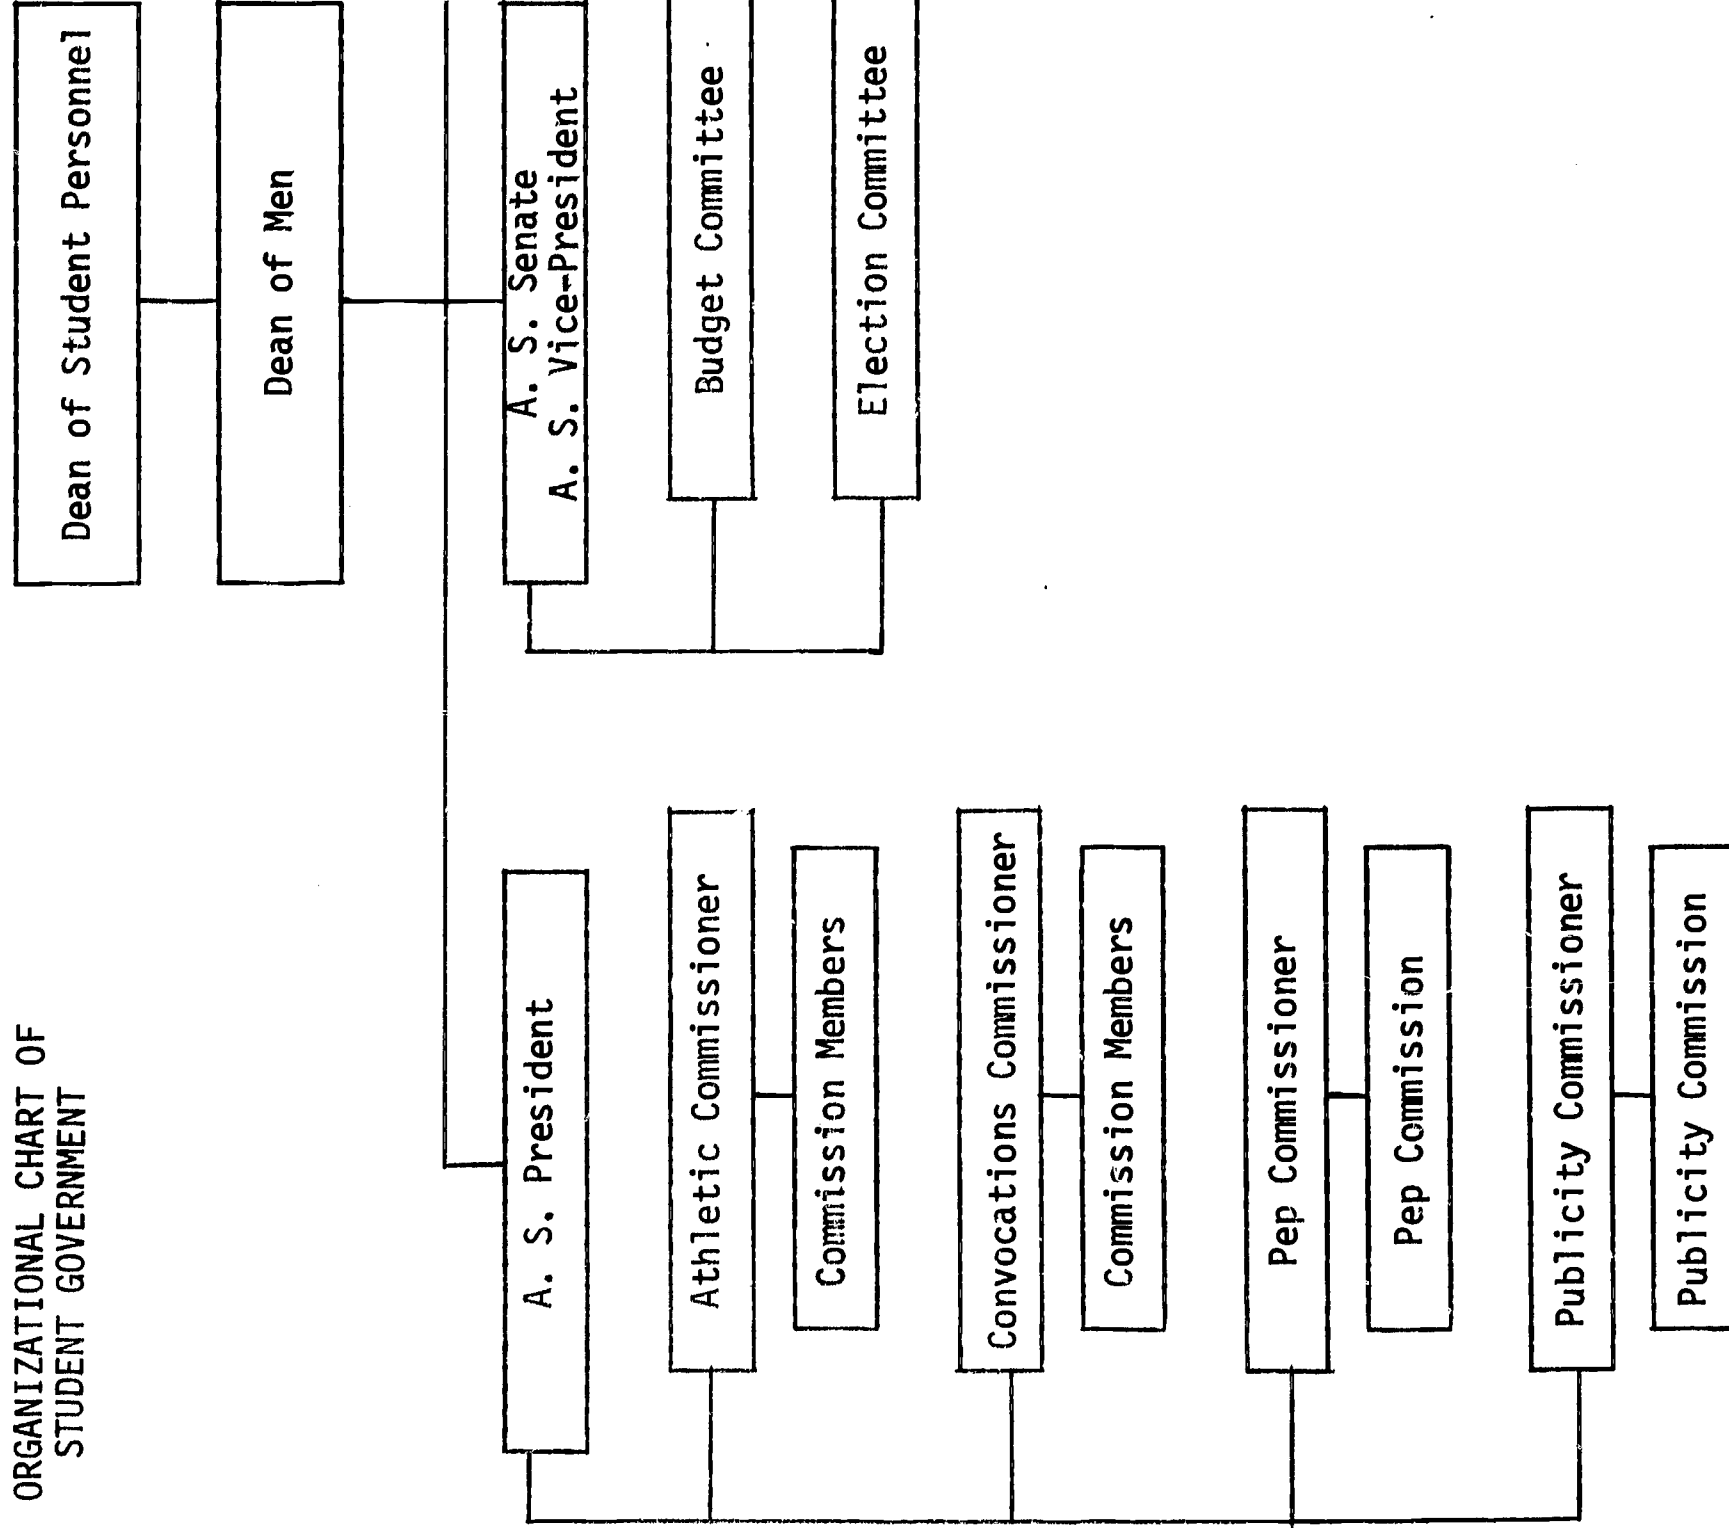 ORGANIZATIONAL CHART OF
STUDENT GOVERNMENT
Dean of Student Personnel
Dean of Men
A. S. President
A. S. Senate
A. S. Vice-President
Athletic Commissioner
Commission Members
Convocations Commissioner
Commission Members
Pep Commissioner
Pep Commission
Publicity Commissioner
Publicity Commission
Budget Committee
Election Committee